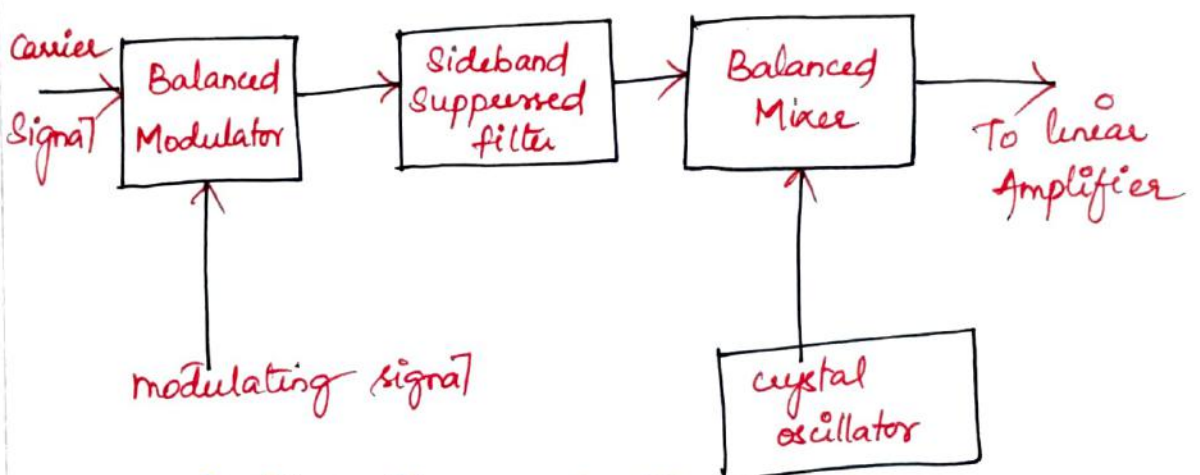 Carrier
Signal
Balanced
Modulator
Sideband
Suppressed
filter
Balanced
Mixer
To linear
Amplifier
modulating signal
crystal
oscillator